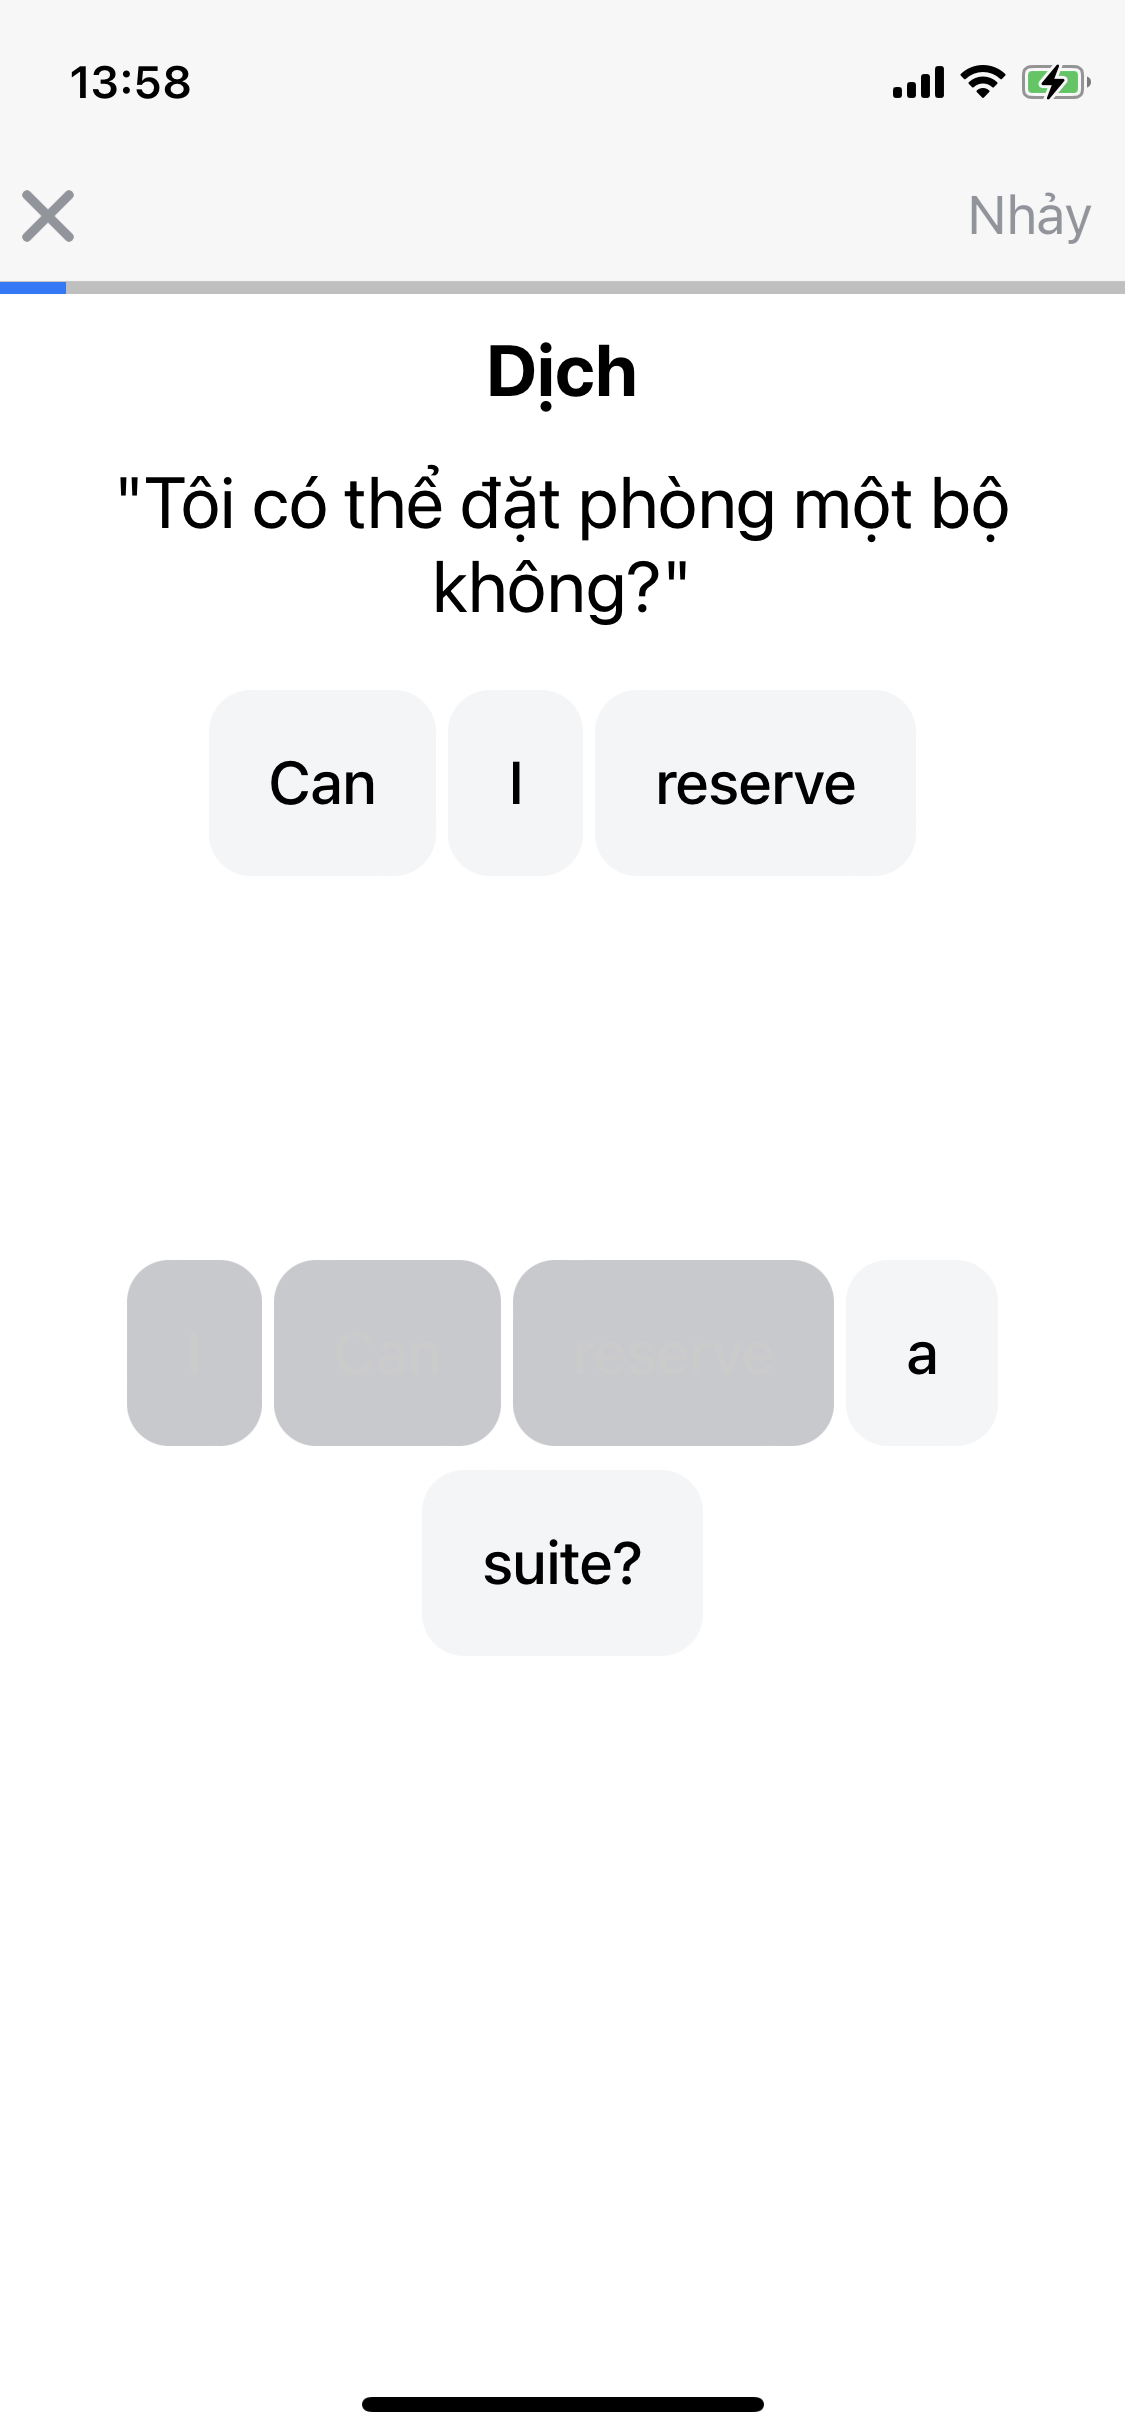 13:58
Nhảy
Dịch
"Tôi có thể đặt phòng một bộ
không?"
Can I reserve
I Can reserve a
suite?